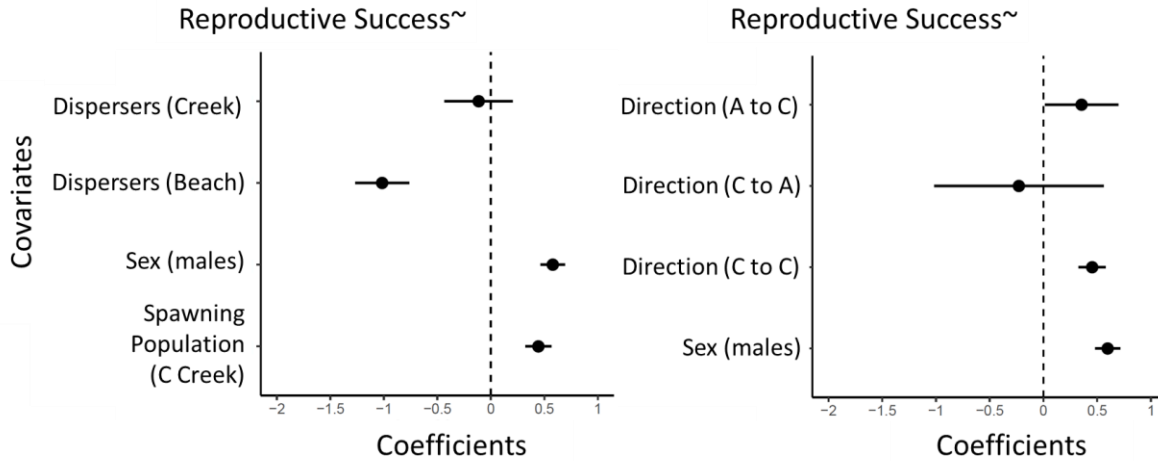 Reproductive Success~
Covariates
Dispersers (Creek)
Dispersers (Beach)
Sex (males)
Spawning
Population
(C Creek)
−2 −1.5 −1 −0.5 0 0.5 1
Coefficients
Reproductive Success~
Direction (A to C)
Direction (C to A)
Direction (C to C)
Sex (males)
−2 −1.5 −1 −0.5 0 0.5 1
Coefficients